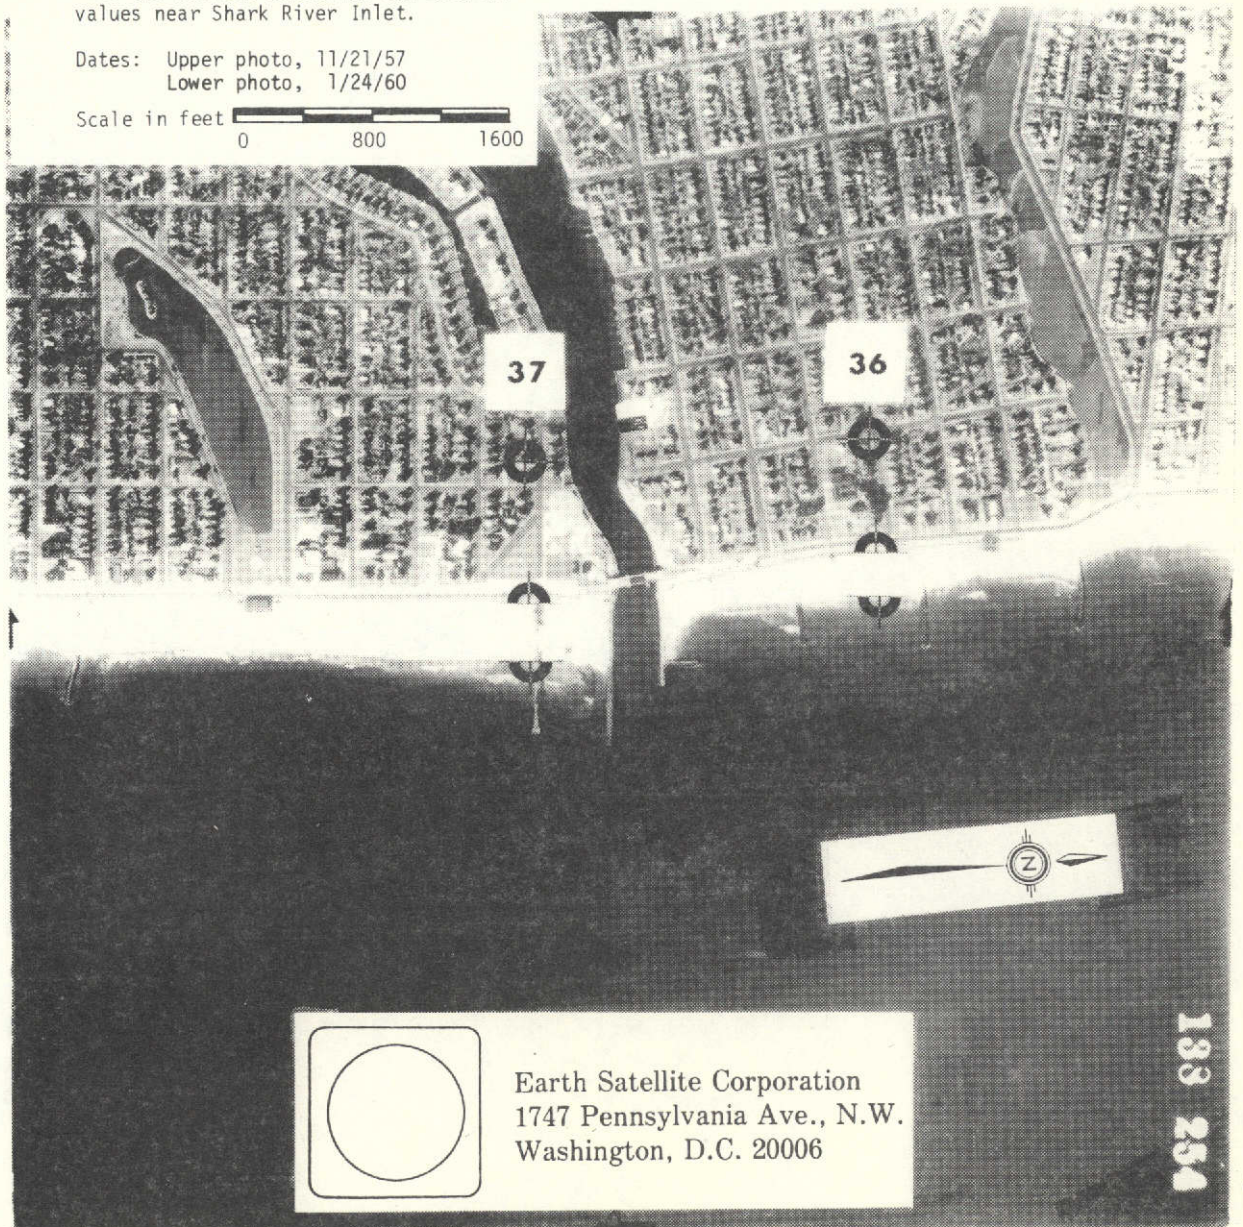 values near Shark River Inlet.
Dates: Upper photo, 11/21/57
Lower photo, 1/24/60
Scale in feet
0 800 1600
37
36
N
Earth Satellite Corporation
1747 Pennsylvania Ave., N.W.
Washington, D.C. 20006
133 254